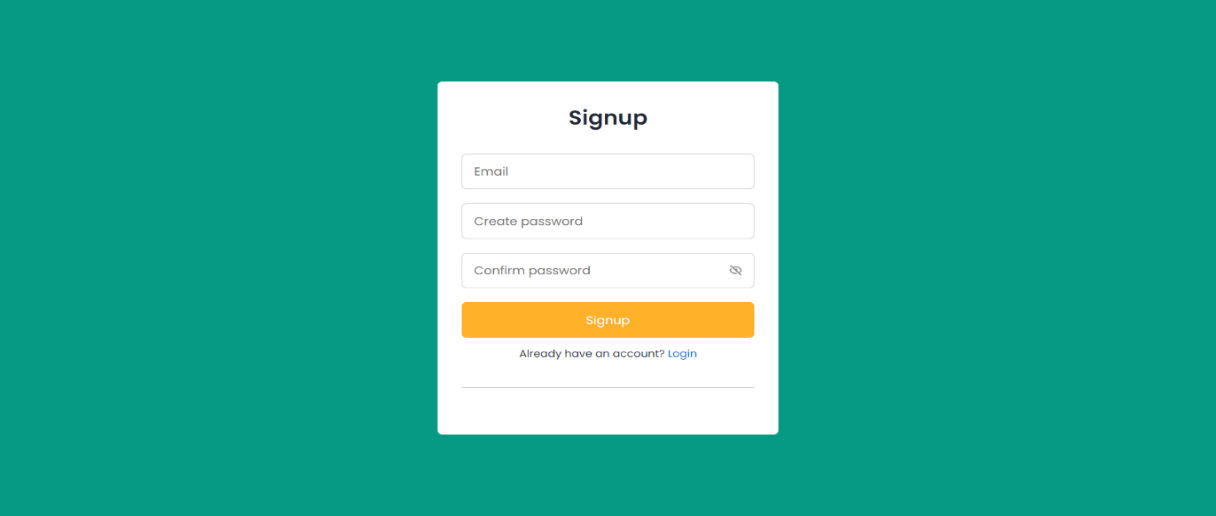 Signup
Email
Create password
Confirm password
Signup
Already have an account? Login